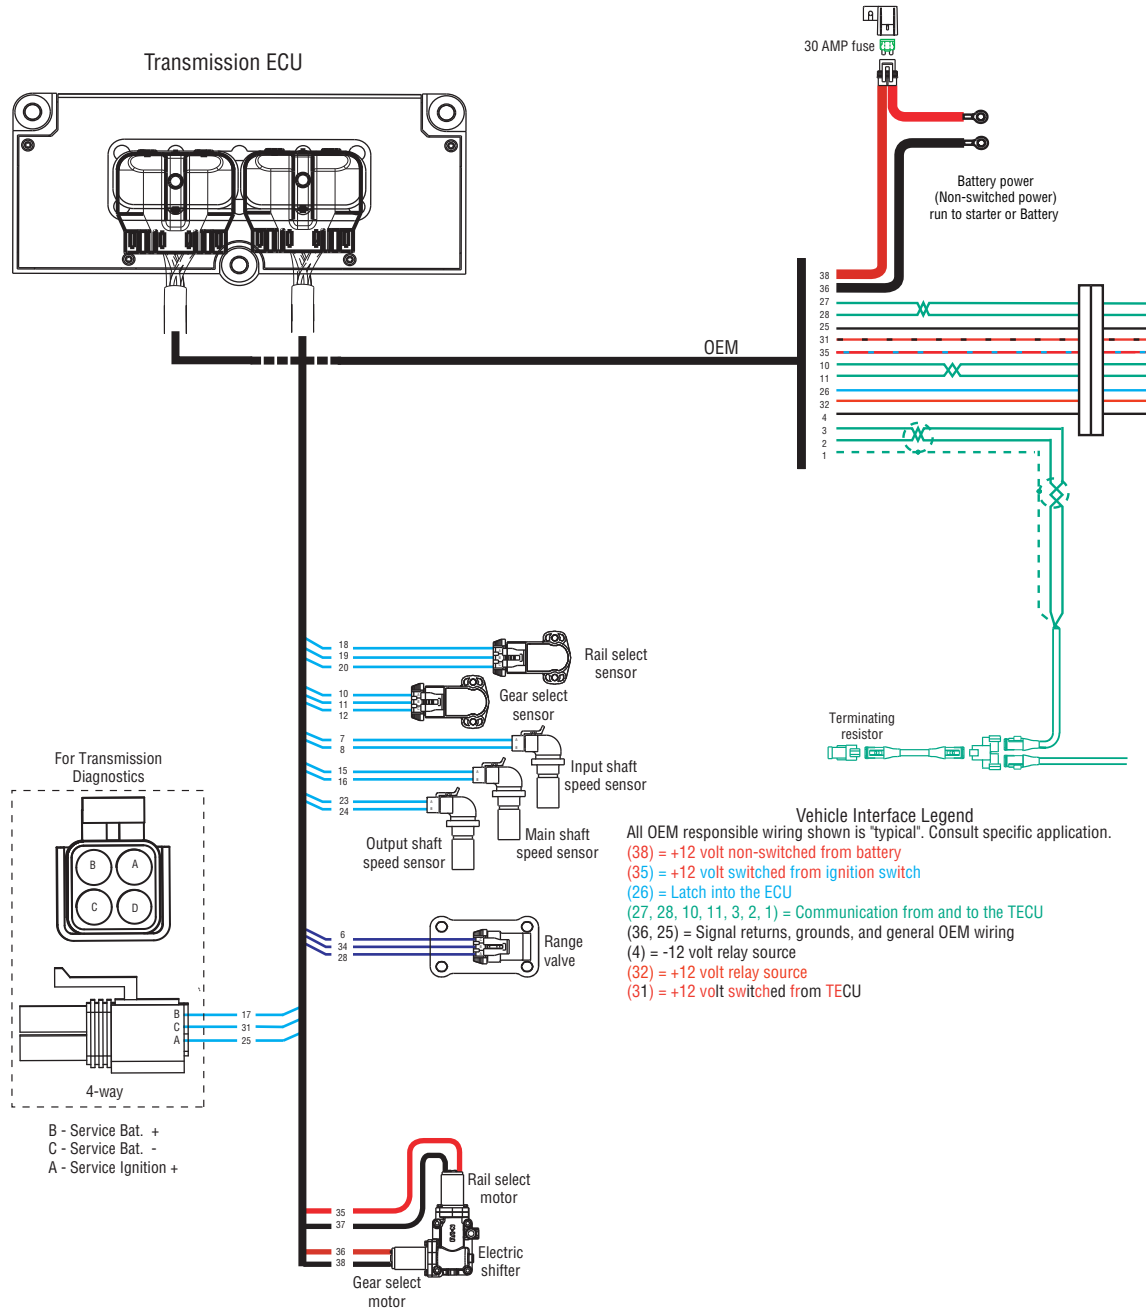 30 AMP fuse
Transmission ECU
Battery power
(Non-switched power)
run to starter or Battery
38
36
27
28
25
31
35
10
11
26
32
4
3
2
1
OEM
18
19
20
Rail select
sensor
10
11
12
Gear select
sensor
7
8
A
B
Input shaft
speed sensor
15
16
A
B
Main shaft
speed sensor
23
24
A
B
Output shaft
speed sensor
Terminating
resistor
For Transmission
Diagnostics
B
A
C
D
B
C
A
17
31
25
4-way
B - Service Bat. +
C - Service Bat. -
A - Service Ignition +
6
34
28
Range
valve
Vehicle Interface Legend
All OEM responsible wiring shown is "typical". Consult specific application.
(38) = +12 volt non-switched from battery
(35) = +12 volt switched from ignition switch
(26) = Latch into the ECU
(27, 28, 10, 11, 3, 2, 1) = Communication from and to the TECU
(36, 25) = Signal returns, grounds, and general OEM wiring
(4) = -12 volt relay source
(32) = +12 volt relay source
(31) = +12 volt switched from TECU
35
37
Rail select
motor
36
38
Electric
shifter
Gear select
motor